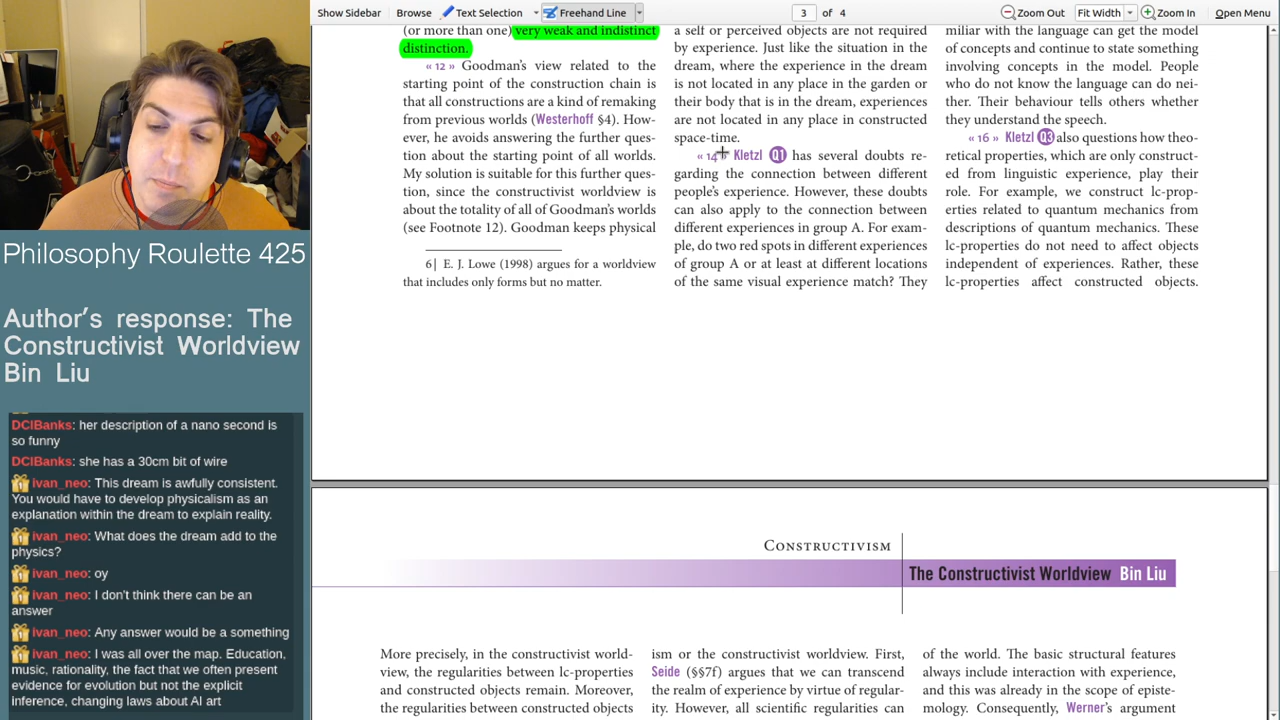 Show Sidebar Browse Text Selection Freehand Line 3 of 4 Zoom Out Fit Width Zoom In Open Menu
(or more than one) very weak and indistinct
distinction.
« 12 » Goodman's view related to the
starting point of the construction chain is
that all constructions are a kind of remaking
from previous worlds (Westerhoff §4). How-
ever, he avoids answering the further ques-
tion about the starting point of all worlds.
My solution is suitable for this further ques-
tion, since the constructivist worldview is
about the totality of all of Goodman's worlds
(see Footnote 12). Goodman keeps physical
6| E. J. Lowe (1998) argues for a worldview
that includes only forms but no matter.
a self or perceived objects are not required
by experience. Just like the situation in the
dream, where the experience in the dream
is not located in any place in the garden or
their body that is in the dream, experiences
are not located in any place in constructed
space-time.
« 14 » Kletzl Q1 has several doubts re-
garding the connection between different
people's experience. However, these doubts
can also apply to the connection between
different experiences in group A. For exam-
ple, do two red spots in different experiences
of group A or at least at different locations
of the same visual experience match? They
miliar with the language can get the model
of concepts and continue to state something
involving concepts in the model. People
who do not know the language can do nei-
ther. Their behaviour tells others whether
they understand the speech.
« 16 » Kletzl Q3 also questions how theo-
retical properties, which are only construct-
ed from linguistic experience, play their
role. For example, we construct lc-prop-
erties related to quantum mechanics from
descriptions of quantum mechanics. These
lc-properties do not need to affect objects
independent of experiences. Rather, these
lc-properties affect constructed objects.
Constructivism
The Constructivist Worldview Bin Liu
More precisely, in the constructivist world-
view, the regularities between lc-properties
and constructed objects remain. Moreover,
the regularities between constructed objects
ism or the constructivist worldview. First,
Seide (§§7f) argues that we can transcend
the realm of experience by virtue of regular-
ity. However, all scientific regularities can
of the world. The basic structural features
always include interaction with experience,
and this was already in the scope of episte-
mology. Consequently, Werner's argument
Philosophy Roulette 425
Author's response: The
Constructivist Worldview
Bin Liu
DCIBanks: her description of a nano second is
so funny
DCIBanks: she has a 30cm bit of wire
ivan_neo: This dream is awfully consistent.
You would have to develop physicalism as an
explanation within the dream to explain reality.
ivan_neo: What does the dream add to the
physics?
ivan_neo: oy
ivan_neo: I don't think there can be an
answer
ivan_neo: Any answer would be a something
ivan_neo: I was all over the map. Education,
music, rationality, the fact that we often present
evidence for evolution but not the explicit
inference, changing laws about AI art